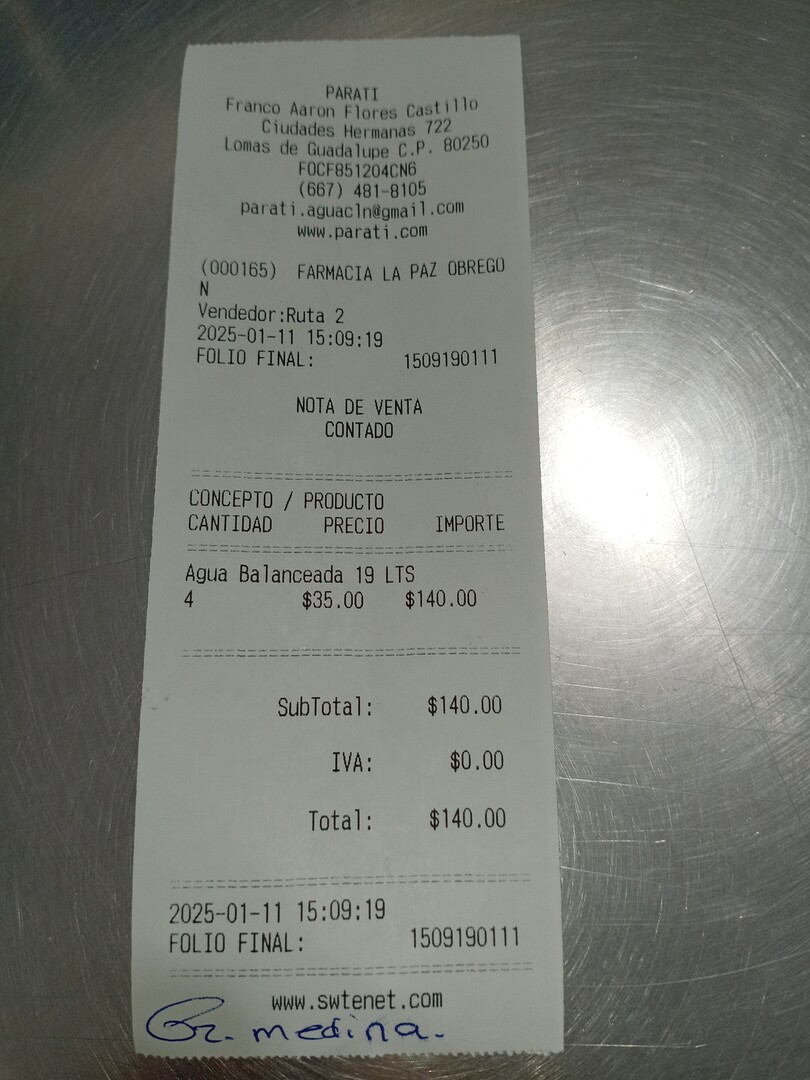 PARATI
Franco Aaron Flores Castillo
Ciudades Hermanas 722
Lomas de Guadalupe C.P. 80250
FOCF851204CN6
(667) 481-8105
parati.aguacln@gmail.com
www.parati.com
(000165) FARMACIA LA PAZ OBREGO
N
Vendedor:Ruta 2
2025-01-11 15:09:19
FOLIO FINAL: 1509190111
NOTA DE VENTA
CONTADO
CONCEPTO / PRODUCTO
CANTIDAD PRECIO IMPORTE
Agua Balanceada 19 LTS
4 $35.00 $140.00
SubTotal: $140.00
IVA: $0.00
Total: $140.00
2025-01-11 15:09:19
FOLIO FINAL: 1509190111
www.swtenet.com
medina.